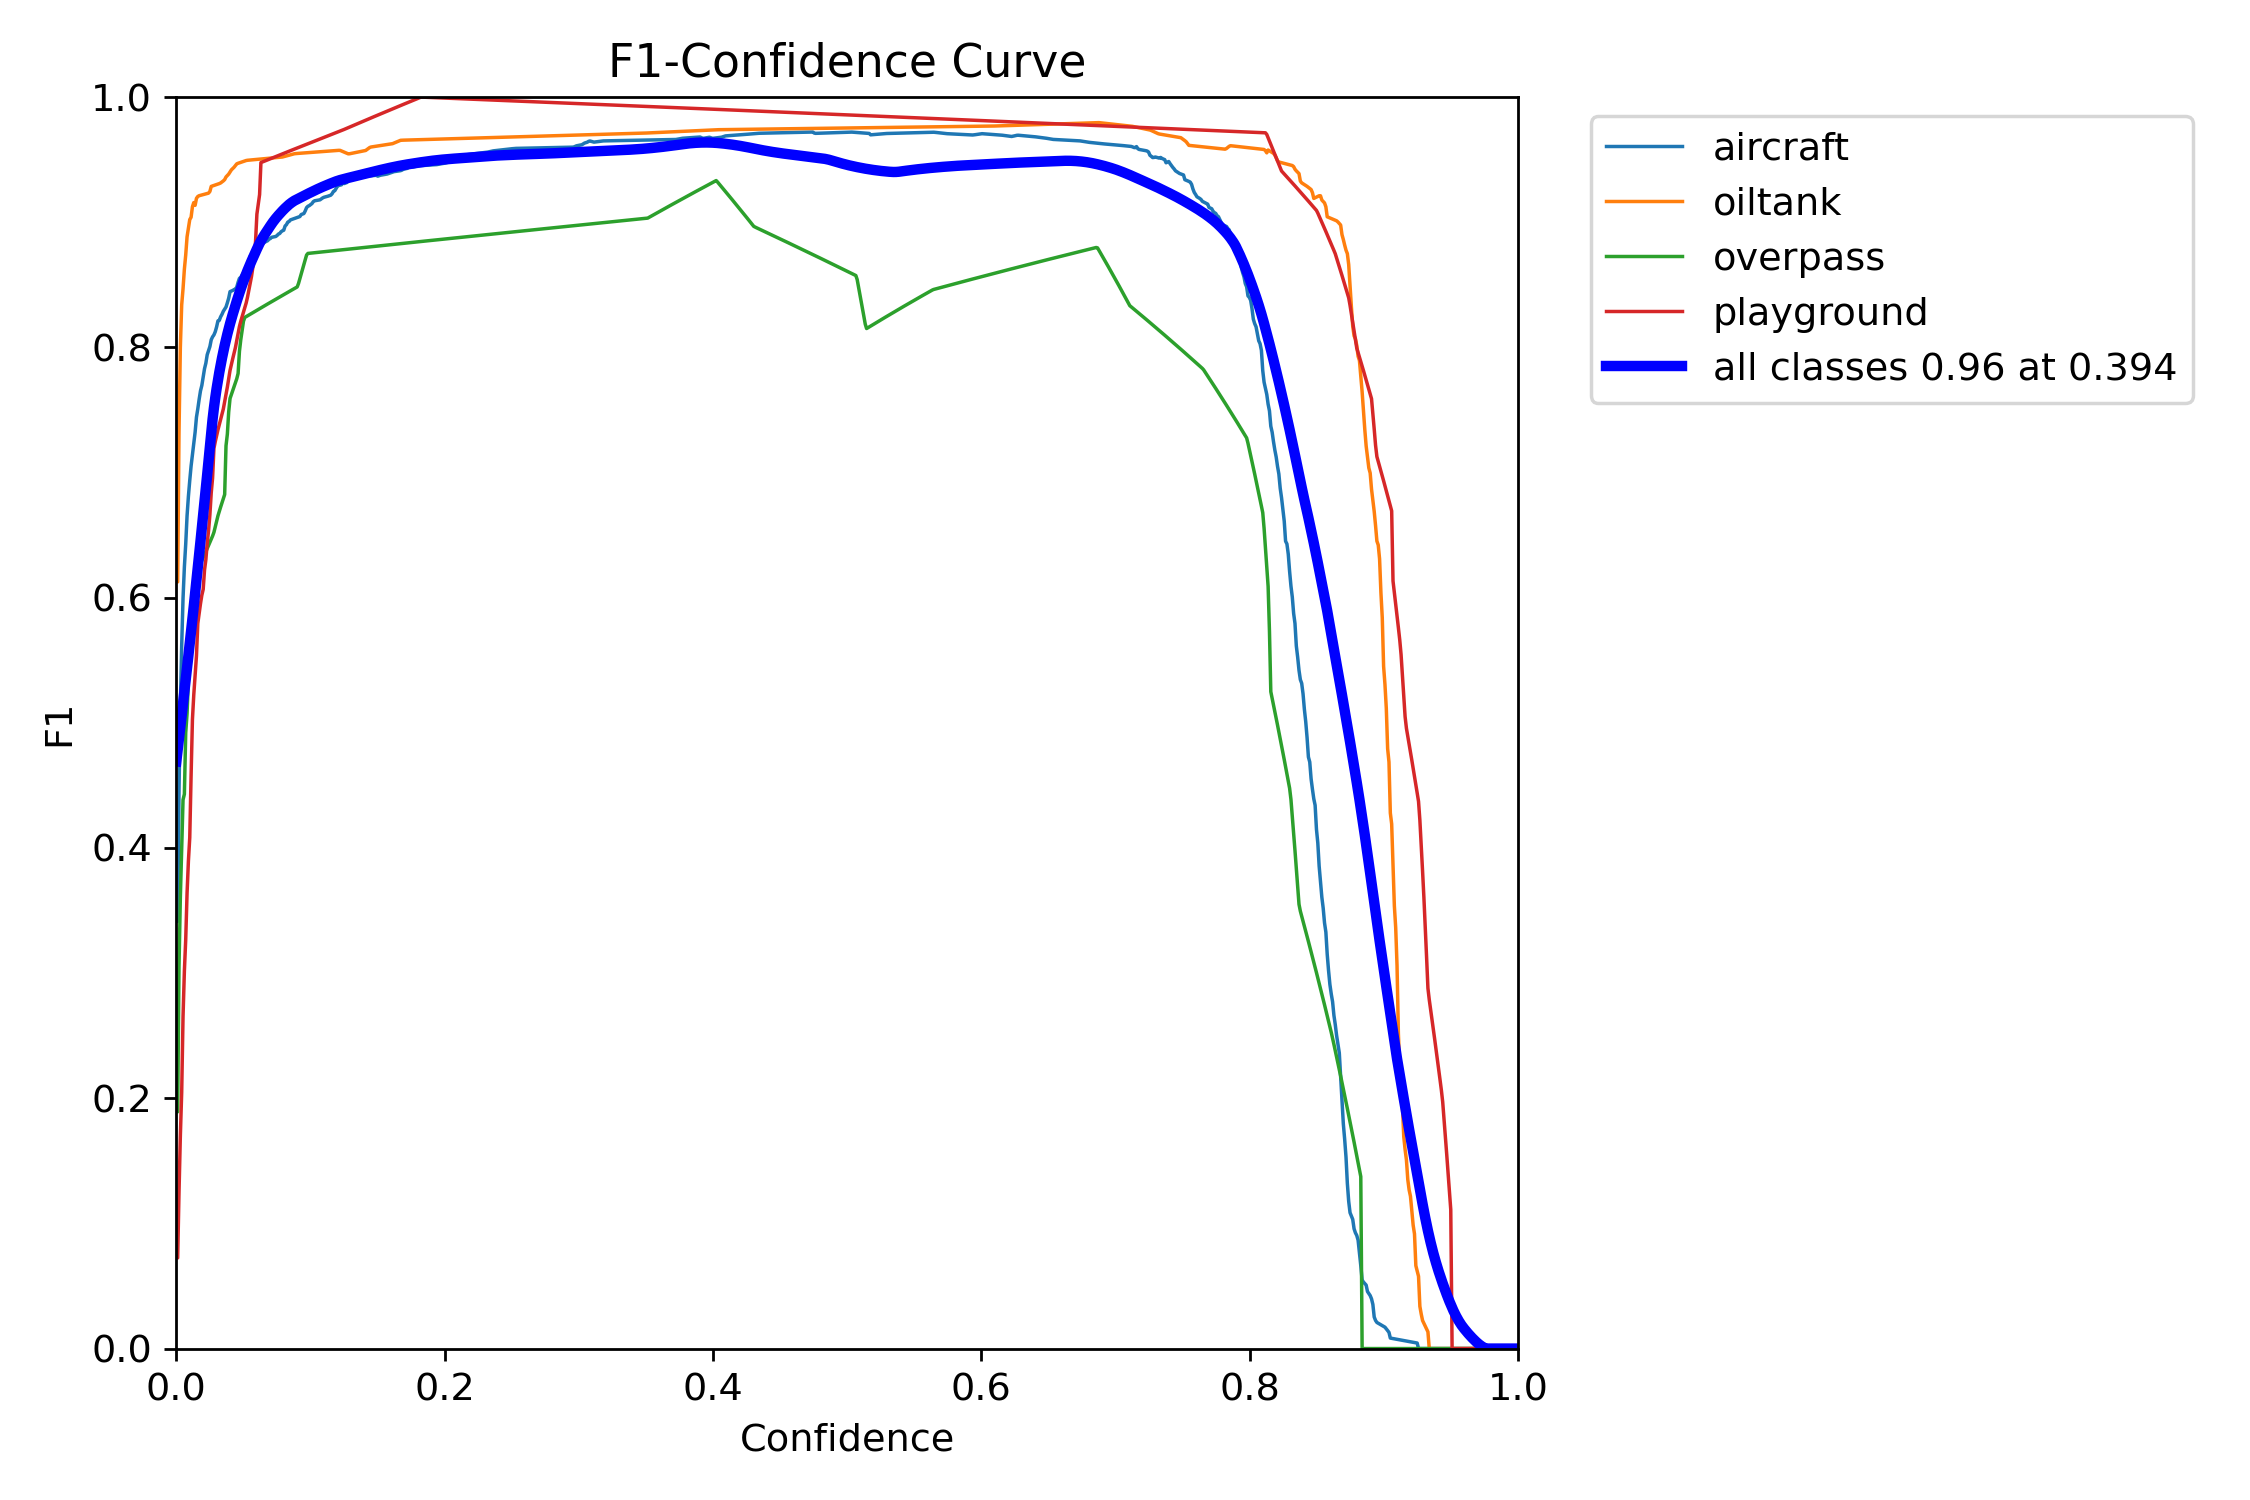 F1-Confidence Curve
1.0
0.8
0.6
0.4
0.2
0.0
F1
0.0 0.2 0.4 0.6 0.8 1.0
Confidence
aircraft
oiltank
overpass
playground
all classes 0.96 at 0.394